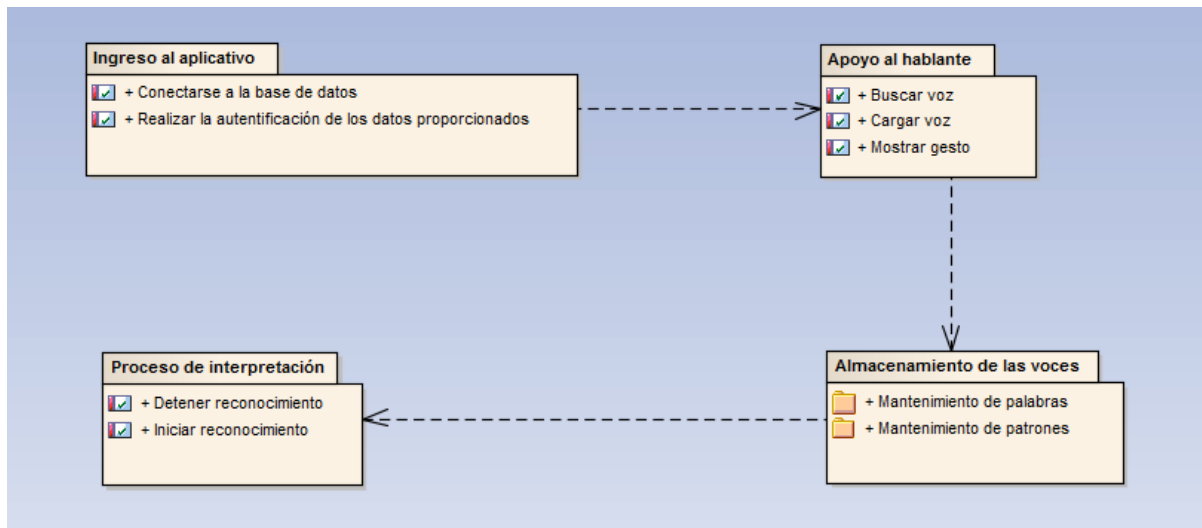 Ingreso al aplicativo
+ Conectarse a la base de datos
+ Realizar la autentificación de los datos proporcionados
Apoyo al hablante
+ Buscar voz
+ Cargar voz
+ Mostrar gesto
Proceso de interpretación
+ Detener reconocimiento
+ Iniciar reconocimiento
Almacenamiento de las voces
+ Mantenimiento de palabras
+ Mantenimiento de patrones